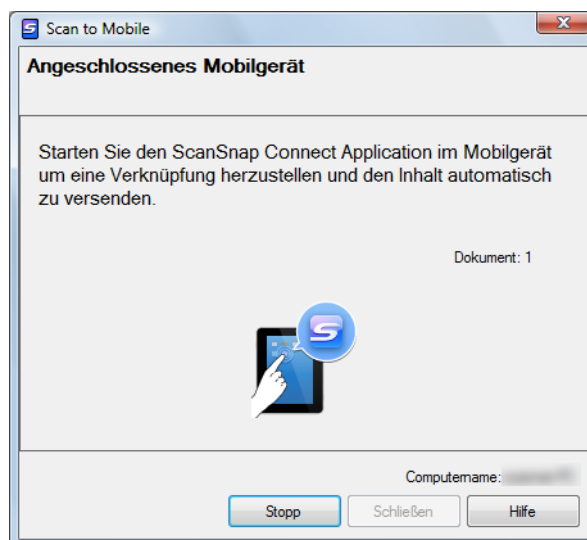 Scan to Mobile
Angeschlossenes Mobilgerät
Starten Sie den ScanSnap Connect Application im Mobilgerät
um eine Verknüpfung herzustellen und den Inhalt automatisch
zu versenden.
Dokument: 1
Computername:
Stopp
Schließen
Hilfe